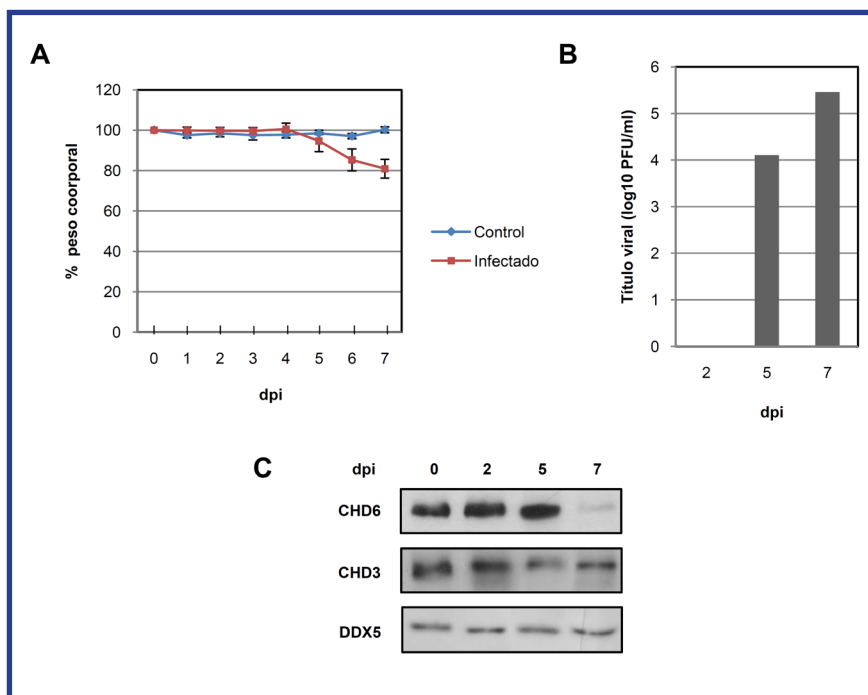 A
120
100
80
60
40
20
0
% peso coorporal
0 1 2 3 4 5 6 7
dpi
Control
Infectado
B
6
5
4
3
2
1
0
Título viral (log10 PFU/ml)
2 5 7
dpi
C
dpi 0 2 5 7
CHD6
CHD3
DDX5